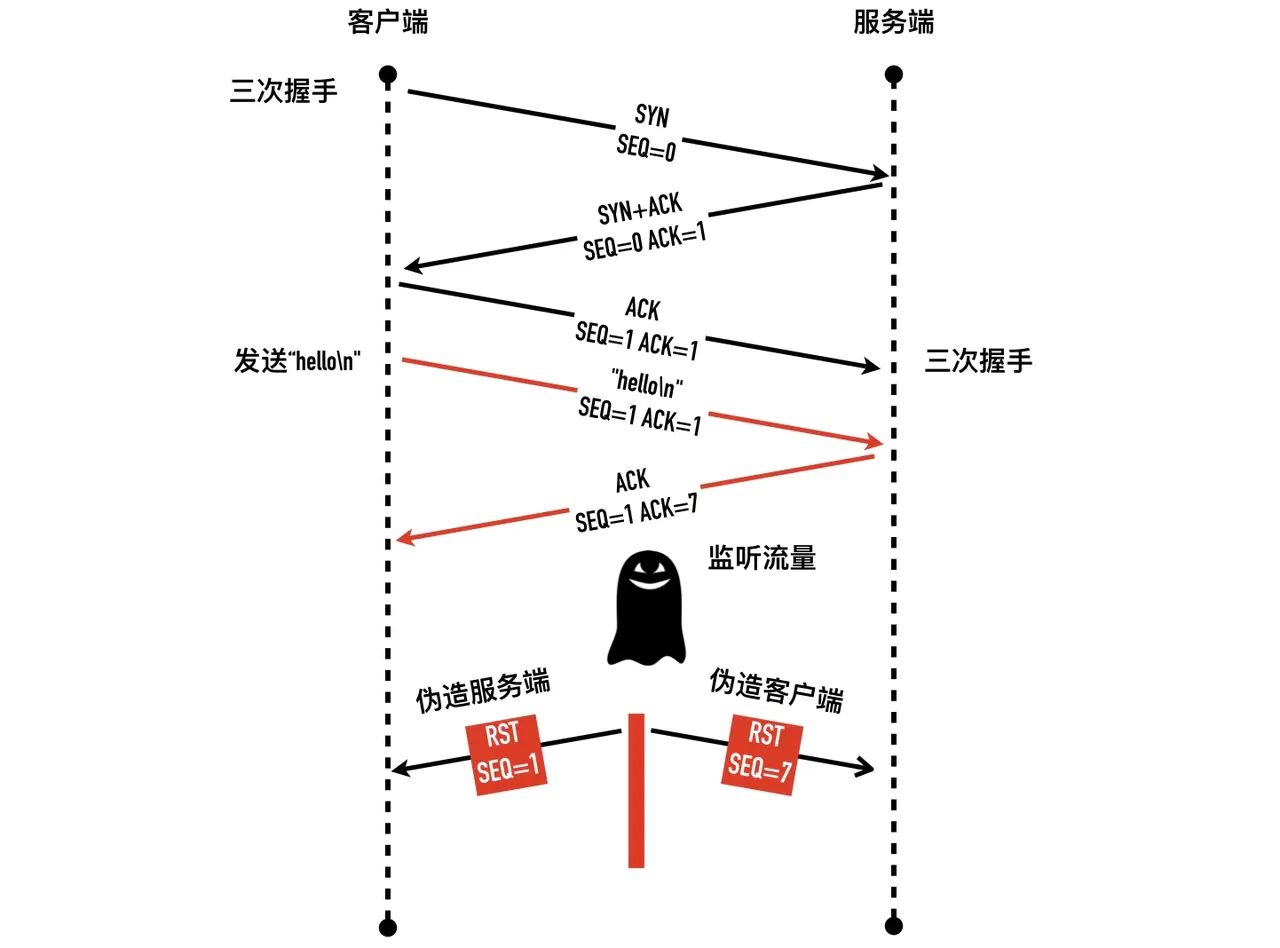 客户端
服务端
三次握手
SYN
SEQ=0
SYN+ACK
SEQ=0 ACK=1
ACK
SEQ=1 ACK=1
发送“hello\n"
三次握手
"hello\n“
SEQ=1 ACK=1
ACK
SEQ=1 ACK=7
监听流量
伪造服务端
伪造客户端
RST
SEQ=1
RST
SEQ=7